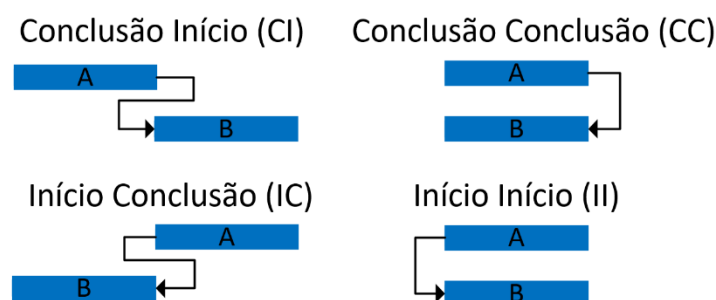 Conclusão Início (CI)
A
B
Conclusão Conclusão (CC)
A
B
Início Conclusão (IC)
A
B
Início Início (II)
A
B